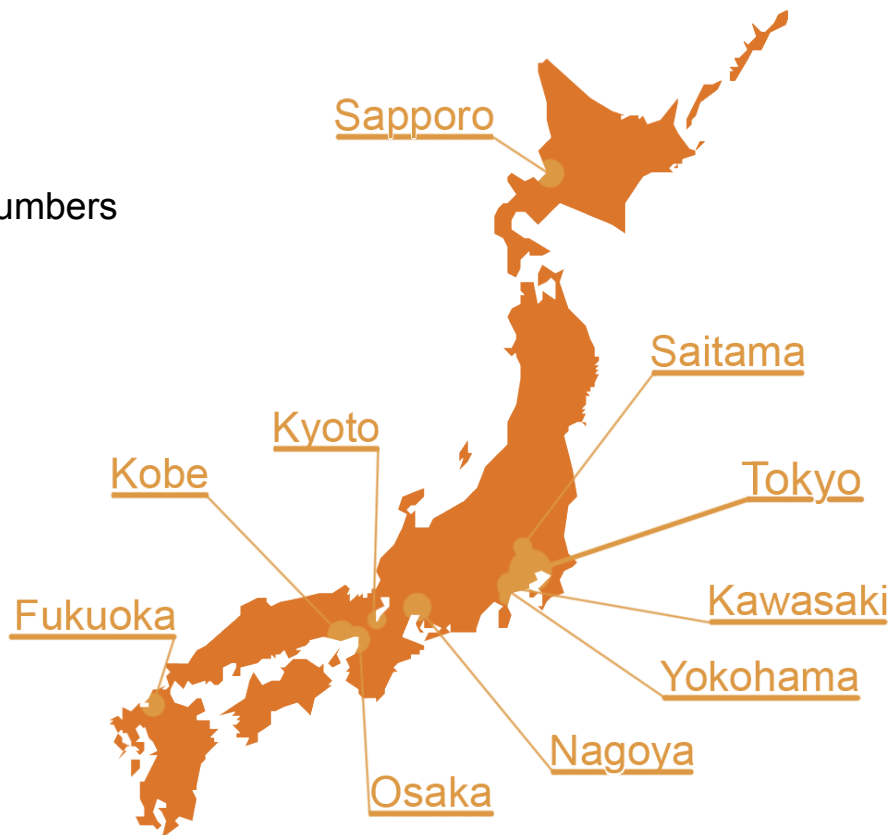 Sapporo
umbers
Saitama
Kyoto
Kobe
Tokyo
Kawasaki
Fukuoka
Yokohama
Nagoya
Osaka